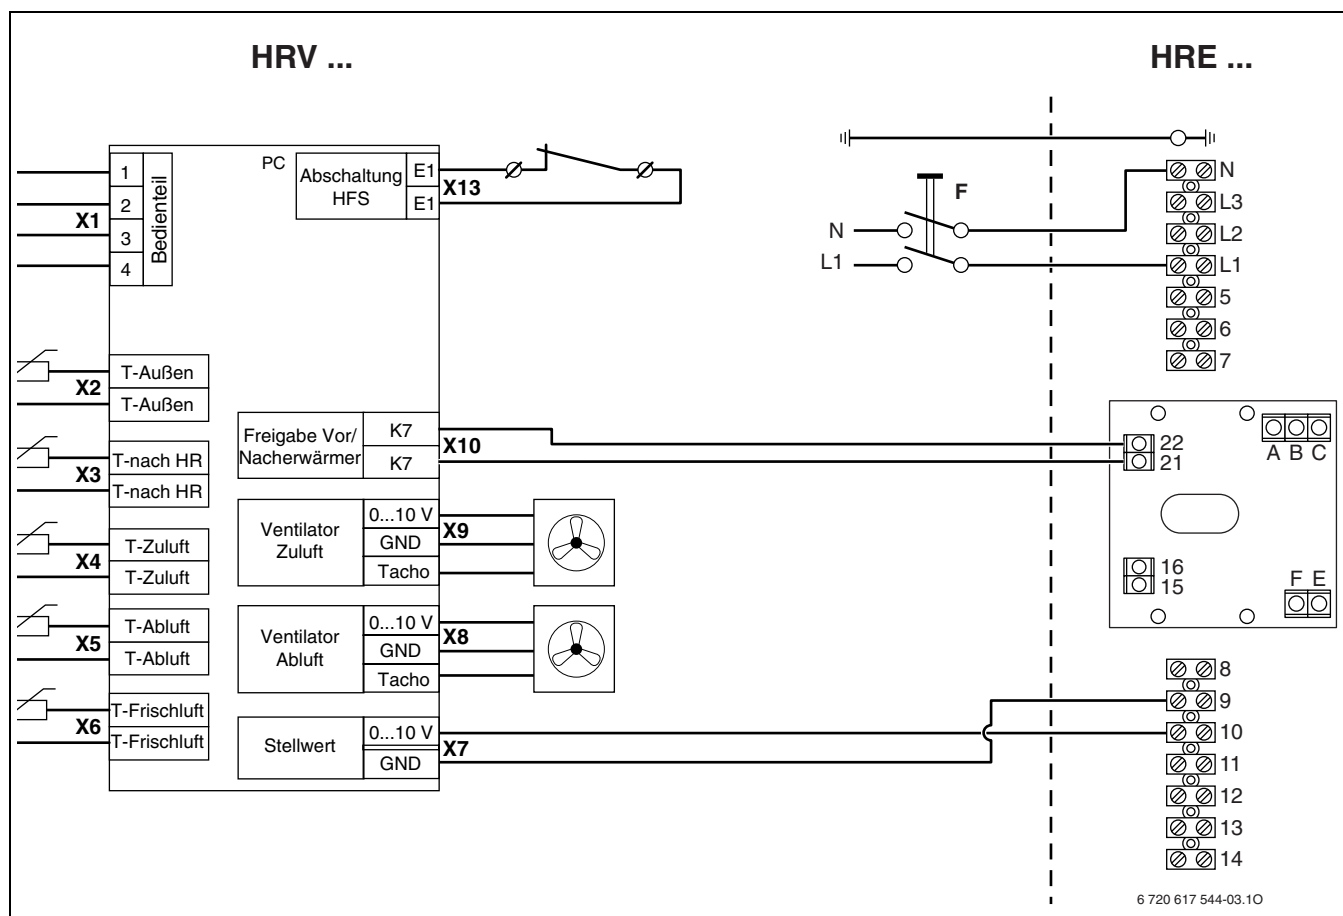 HRV ...
HRE ...
PC
1
2
3
4
Bedienteil
X1
Abschaltung
HFS
E1
E1
X13
F
N
L1
N
L3
L2
L1
5
6
7
T-Außen
T-Außen
X2
T-nach HR
T-nach HR
X3
T-Zuluft
T-Zuluft
X4
T-Abluft
T-Abluft
X5
T-Frischluft
T-Frischluft
X6
Freigabe Vor/
Nacherwärmer
K7
K7
X10
Ventilator
Zuluft
0...10 V
GND
Tacho
X9
Ventilator
Abluft
0...10 V
GND
Tacho
X8
Stellwert
0...10 V
GND
X7
22
21
A B C
16
15
F E
8
9
10
11
12
13
14
6 720 617 544-03.1O